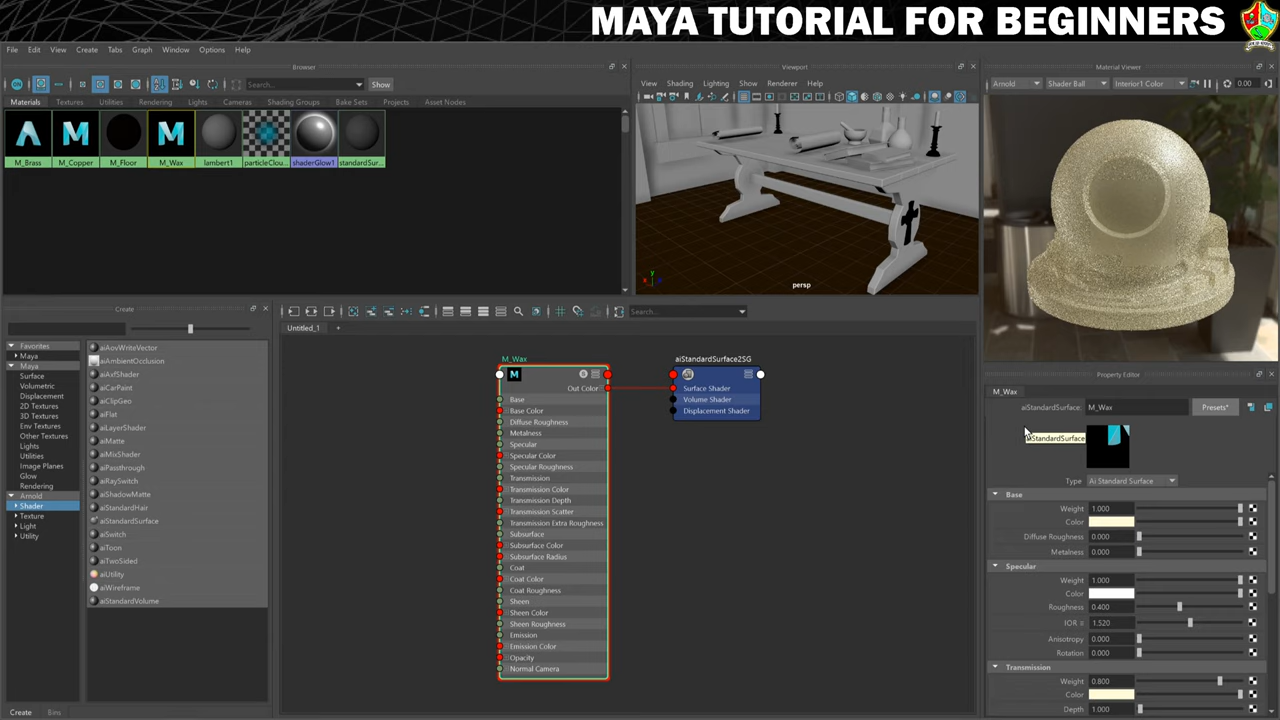 MAYA TUTORIAL FOR BEGINNERS
File Edit View Create Tabs Graph Window Options Help
Browser
Search... Show
Materials Textures Utilities Rendering Lights Cameras Shading Groups Bake Sets Projects Asset Nodes
M_Brass M_Copper M_Floor M_Wax lambert1 particleClou... shaderGlow1 standardSur...
Viewport
View Shading Lighting Show Renderer Panels
persp
Material Viewer
Arnold Shader Ball Interior1 Color 0.00
Create
Favorites
Maya
Maya
Surface
Volumetric
Displacement
2D Textures
3D Textures
Env Textures
Other Textures
Lights
Utilities
Image Planes
Glow
Rendering
Arnold
Shader
Texture
Light
Utility
aiAovWriteVector
aiAmbientOcclusion
aiAxfShader
aiCarPaint
aiClipGeo
aiFlat
aiLayerShader
aiMatte
aiMixShader
aiPassthrough
aiRaySwitch
aiShadowMatte
aiStandardHair
aiStandardSurface
aiSwitch
aiToon
aiTwoSided
aiUtility
aiWireframe
aiStandardVolume
Create Bins
Search...
Untitled_1 +
M_Wax
Out Color
Base
Base Color
Diffuse Roughness
Metalness
Specular
Specular Color
Specular Roughness
Transmission
Transmission Color
Transmission Depth
Transmission Scatter
Transmission Extra Roughness
Subsurface
Subsurface Color
Subsurface Radius
Coat
Coat Color
Coat Roughness
Sheen
Sheen Color
Sheen Roughness
Emission
Emission Color
Opacity
Normal Camera
aiStandardSurface2SG
Surface Shader
Volume Shader
Displacement Shader
Property Editor
M_Wax
aiStandardSurface: M_Wax Presets*
Type Ai Standard Surface
Base
Weight 1.000
Color
Diffuse Roughness 0.000
Metalness 0.000
Specular
Weight 1.000
Color
Roughness 0.400
IOR 1.520
Anisotropy 0.000
Rotation 0.000
Transmission
Weight 0.800
Color
Depth 1.000